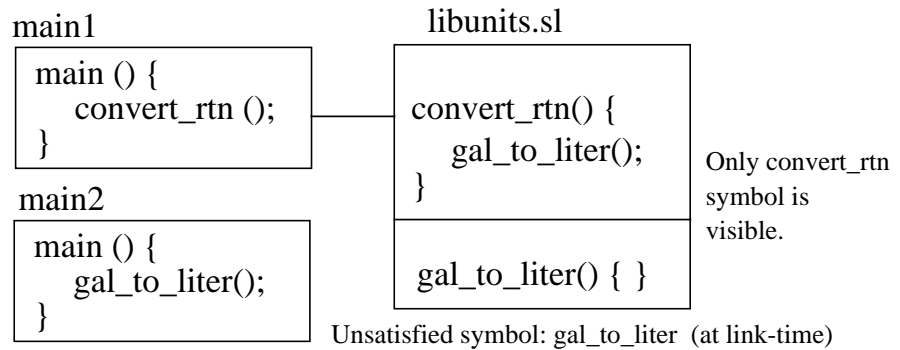 main1
main () {
convert_rtn ();
}
main2
main () {
gal_to_liter();
}
libunits.sl
convert_rtn() {
gal_to_liter();
}
gal_to_liter() { }
Only convert_rtn
symbol is
visible.
Unsatisfied symbol: gal_to_liter (at link-time)